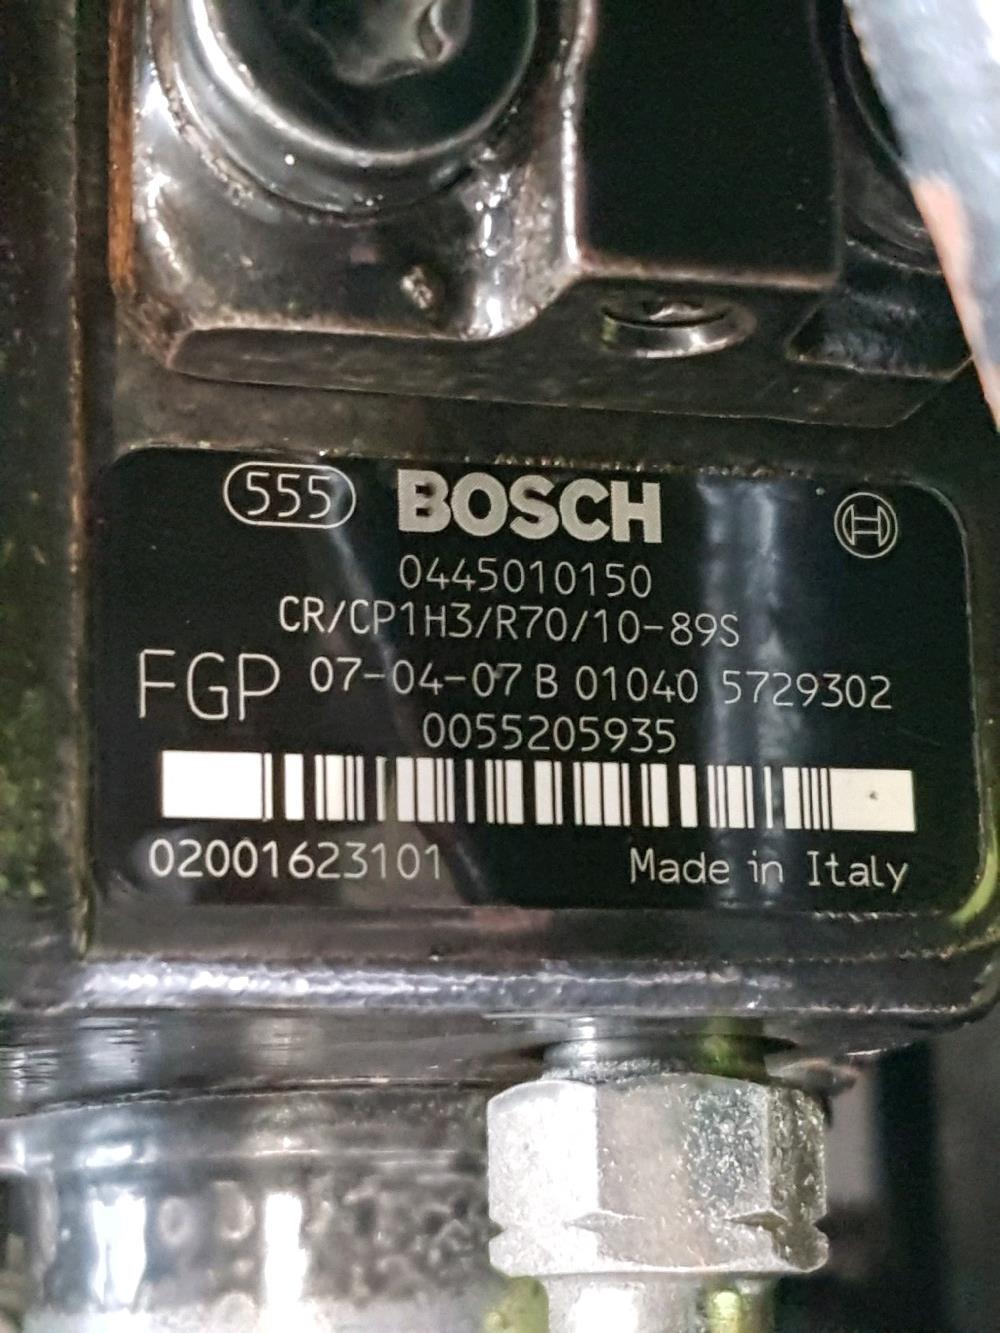 555 BOSCH
0445010150
CR/CP1H3/R70/10-89S
FGP 07-04-07 B 01040 5729302
0055205935
02001623101 Made in Italy